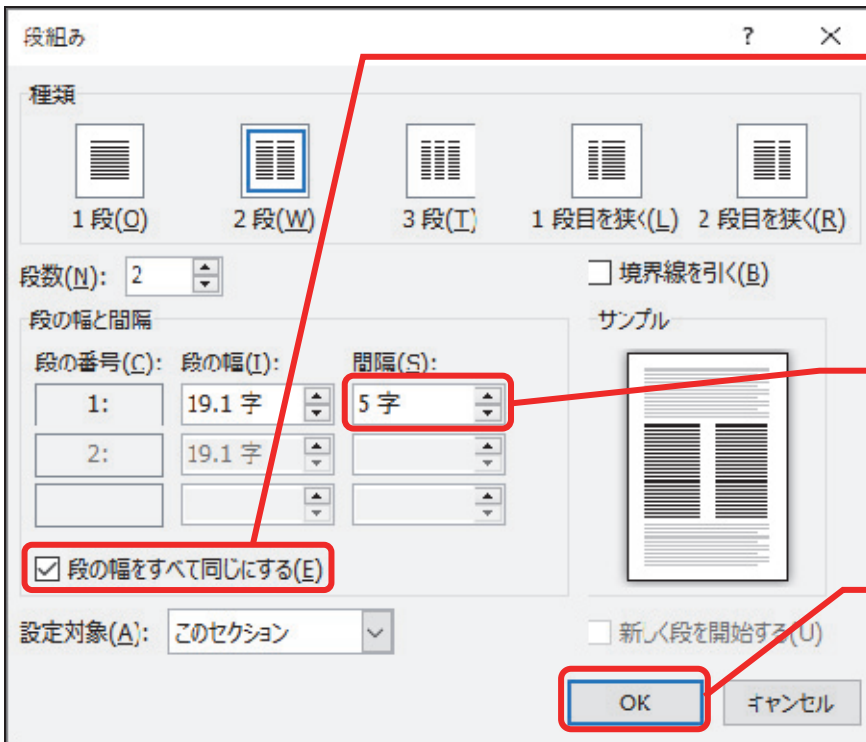 段組み ?
種類
1 段(O) 2 段(W) 3 段(T) 1 段目を狭く(L) 2 段目を狭く(R)
段数(N): 2 境界線を引く(B)
段の幅と間隔 サンプル
段の番号(C): 段の幅(I): 間隔(S):
1: 19.1 字 5 字
2: 19.1 字
段の幅をすべて同じにする(E)
設定対象(A): このセクション 新しく段を開始する(U)
OK キャンセル